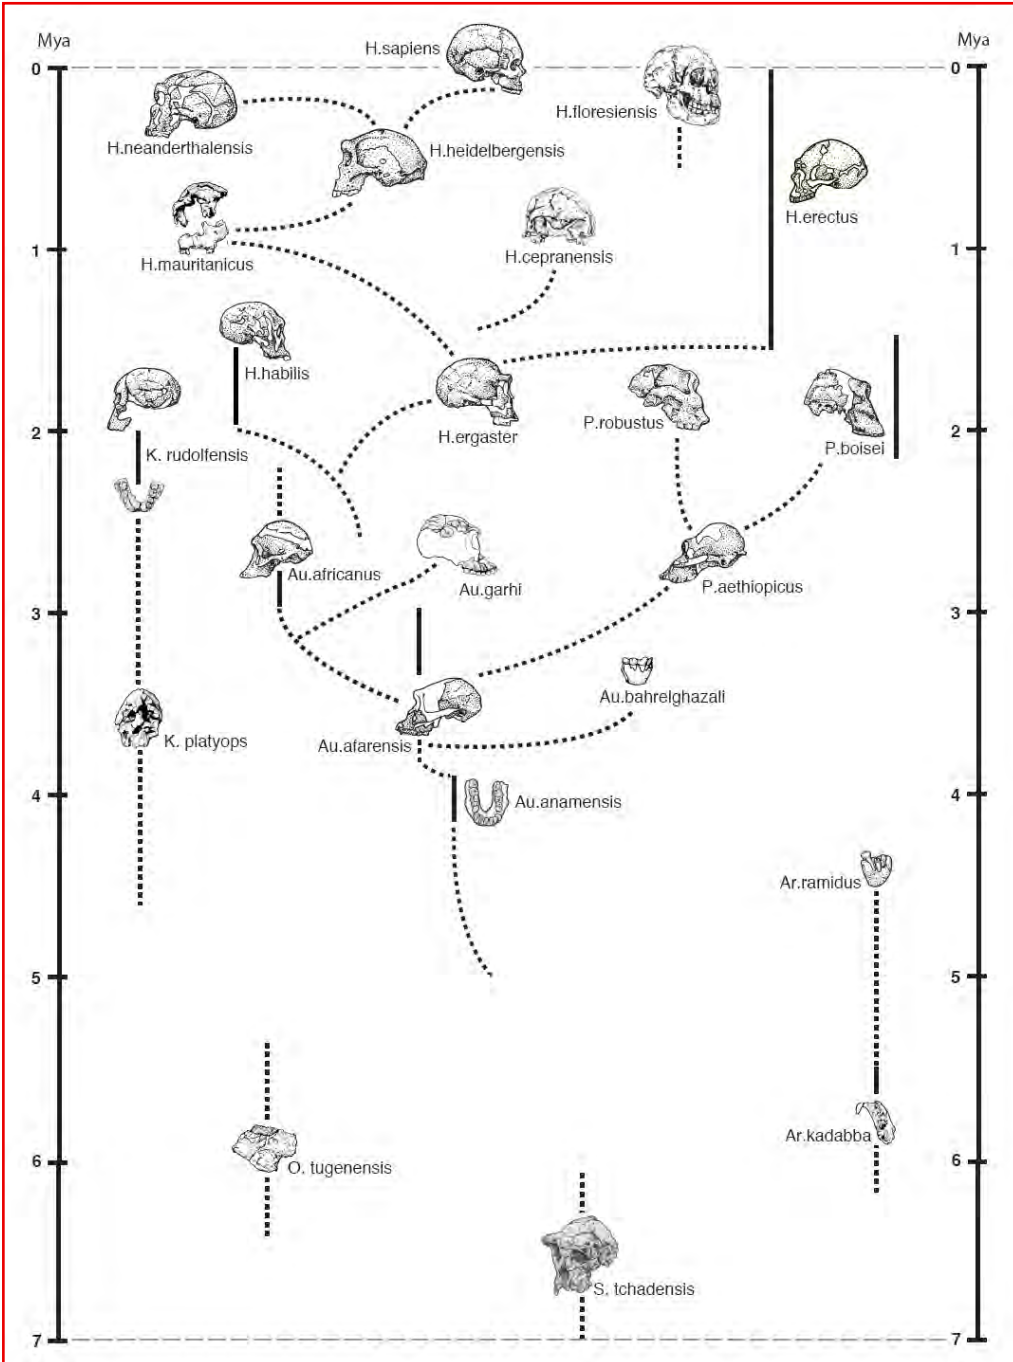 Mya
Mya
H.sapiens
0
0
H.floresiensis
H.neanderthalensis
H.heidelbergensis
H.erectus
1
1
H.mauritanicus
H.cepranensis
H.habilis
P.robustus
2
2
H.ergaster
P.boisei
K. rudolfensis
Au.africanus
Au.garhi
P.aethiopicus
3
3
Au.bahrelghazali
K. platyops
Au.afarensis
4
4
Au.anamensis
Ar.ramidus
5
5
Ar.kadabba
6
6
O. tugenensis
S. tchadensis
7
7